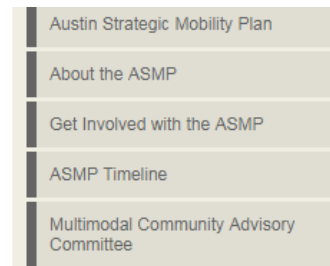 Austin Strategic Mobility Plan
About the ASMP
Get Involved with the ASMP
ASMP Timeline
Multimodal Community Advisory
Committee